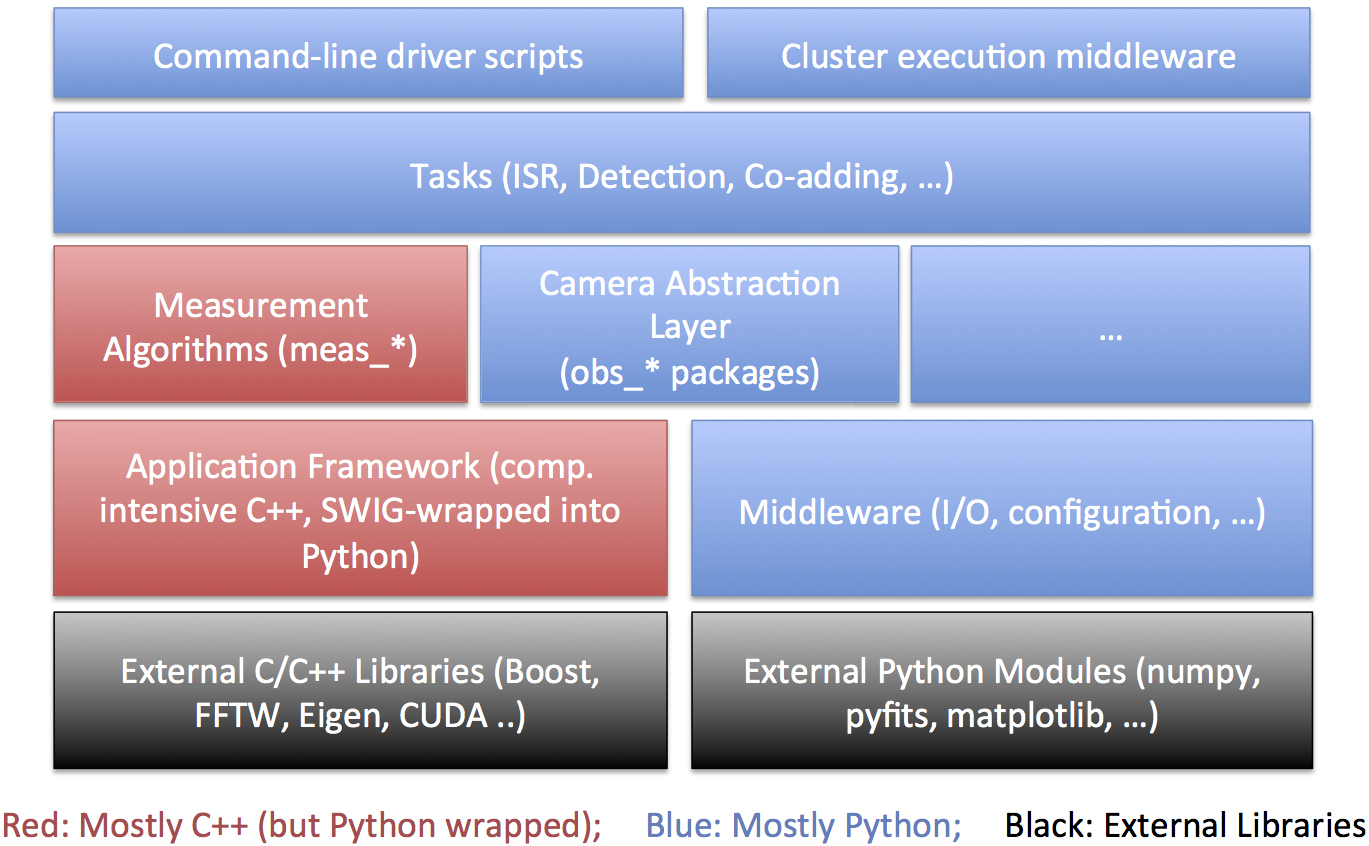 Command-line driver scripts
Cluster execution middleware
Tasks (ISR, Detection, Co-adding, ...)
Measurement
Algorithms (meas_*)
Camera Abstraction
Layer
(obs_* packages)
...
Application Framework (comp.
intensive C++, SWIG-wrapped into
Python)
Middleware (I/O, configuration, ...)
External C/C++ Libraries (Boost,
FFTW, Eigen, CUDA ..)
External Python Modules (numpy,
pyfits, matplotlib, ...)
Red: Mostly C++ (but Python wrapped); Blue: Mostly Python; Black: External Libraries